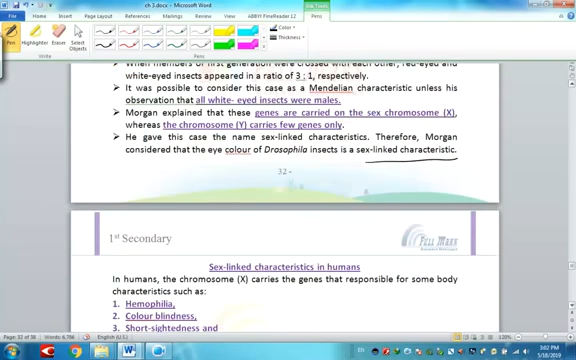 ch 3.docx - Microsoft Word
Ink Tools
File Home Insert Page Layout References Mailings Review View ABBYY FineReader 12 Pens
Pen Highlighter Eraser Select Objects
Color
Thickness
Write Pens
When members of first generation were crossed with each other, red-eyed and
white-eyed insects appeared in a ratio of 3 : 1, respectively.
It was possible to consider this case as a Mendelian characteristic unless his
observation that all white- eyed insects were males.
Morgan explained that these genes are carried on the sex chromosome (X),
whereas the chromosome (Y) carries few genes only.
He gave this case the name sex-linked characteristics. Therefore, Morgan
considered that the eye colour of Drosophila insects is a sex-linked characteristic.
32 -
1st Secondary
Full Mark
Sex-linked characteristics in humans
In humans, the chromosome (X) carries the genes that responsible for some body
characteristics such as:
1. Hemophilia,
2. Colour blindness,
3. Short-sightedness and
Page: 32 of 38 Words: 6,766 English (U.S.) 120%
EN 3:02 PM
5/18/2019